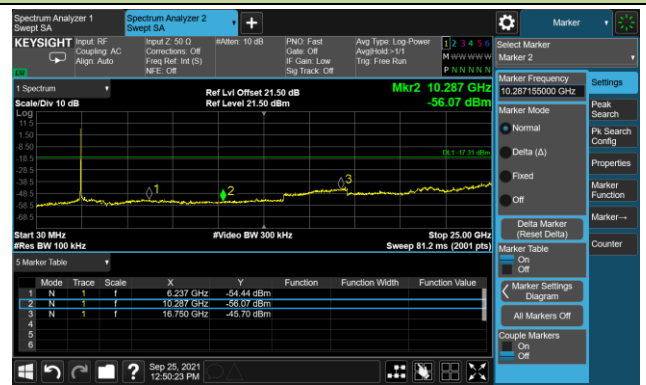 Spectrum Analyzer 1
Swept SA
Spectrum Analyzer 2
Swept SA
Marker
KEYSIGHT
Input: RF
Coupling: AC
Align: Auto
Input Z: 50 Ω
Corrections: Off
Freq Ref: Int (S)
NFE: Off
#Atten: 10 dB
PNO: Fast
Gate: Off
IF Gain: Low
Sig Track: Off
Avg Type: Log-Power
Avg|Hold:>1/1
Trig: Free Run
1 2 3 4 5 6
M W W W W W
P N N N N N
LVI
Select Marker
Marker 2
1 Spectrum
Scale/Div 10 dB
Log
Ref Lvl Offset 21.50 dB
Ref Level 21.50 dBm
Mkr2 10.287 GHz
-56.07 dBm
11.5
1.50
-8.50
-18.5
-28.5
-38.5
-48.5
-58.5
-68.5
DL1 -17.31 dBm
1
2
3
Start 30 MHz
#Res BW 100 kHz
#Video BW 300 kHz
Stop 25.00 GHz
Sweep 81.2 ms (2001 pts)
5 Marker Table
Mode Trace Scale X Y Function Function Width Function Value
1 N 1 f 6.237 GHz -54.44 dBm
2 N 1 f 10.287 GHz -56.07 dBm
3 N 1 f 16.750 GHz -45.70 dBm
4
5
6
Sep 25, 2021
12:50:23 PM
Marker Frequency
10.287155000 GHz
Marker Mode
Normal
Delta (Δ)
Fixed
Off
Delta Marker
(Reset Delta)
Marker Table
On
Off
Marker Settings
Diagram
All Markers Off
Couple Markers
On
Off
Settings
Peak
Search
Pk Search
Config
Properties
Marker
Function
Marker→
Counter